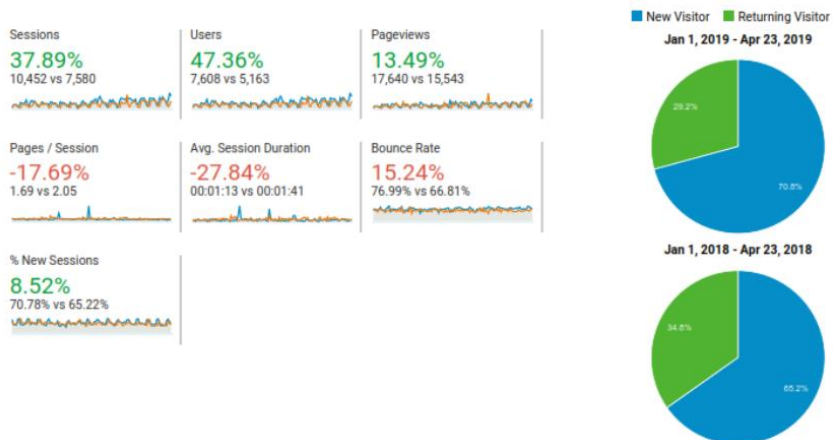 Sessions
37.89%
10,452 vs 7,580
Users
47.36%
7,608 vs 5,163
Pageviews
13.49%
17,640 vs 15,543
Pages / Session
-17.69%
1.69 vs 2.05
Avg. Session Duration
-27.84%
00:01:13 vs 00:01:41
Bounce Rate
15.24%
76.99% vs 66.81%
% New Sessions
8.52%
70.78% vs 65.22%
New Visitor
Returning Visitor
Jan 1, 2019 - Apr 23, 2019
29.2%
70.8%
Jan 1, 2018 - Apr 23, 2018
34.8%
65.2%